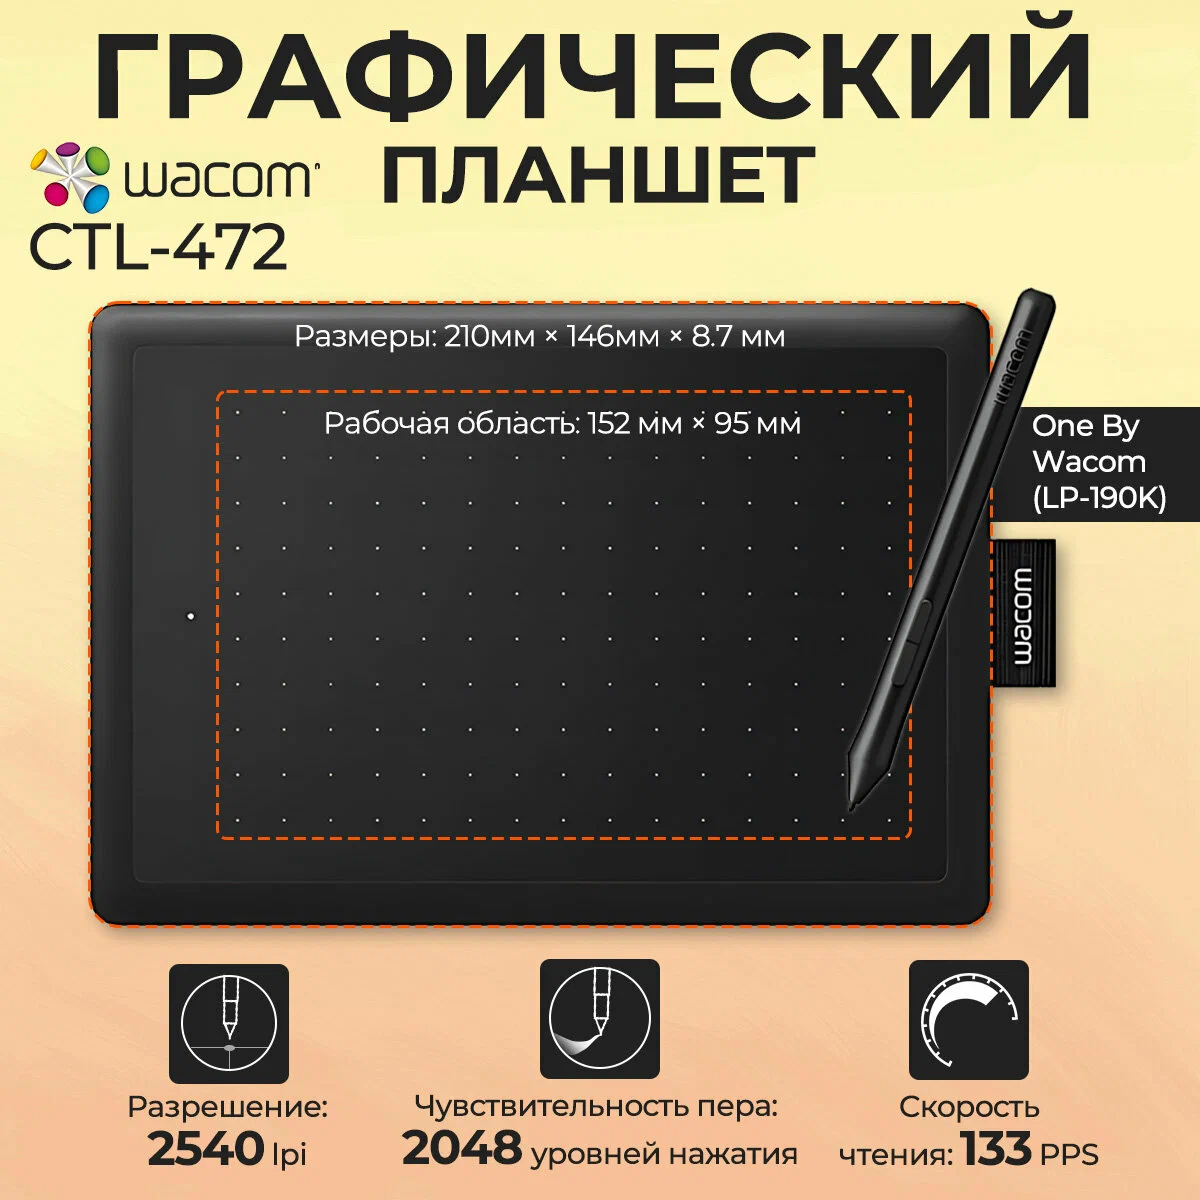 ГРАФИЧЕСКИЙ
ПЛАНШЕТ
wacom
CTL-472
Размеры: 210мм × 146мм × 8.7 мм
Рабочая область: 152 мм × 95 мм
wacom
One By
Wacom
(LP-190K)
wacom
Разрешение:
2540 lpi
Чувствительность пера:
2048 уровней нажатия
Скорость
чтения: 133 PPS